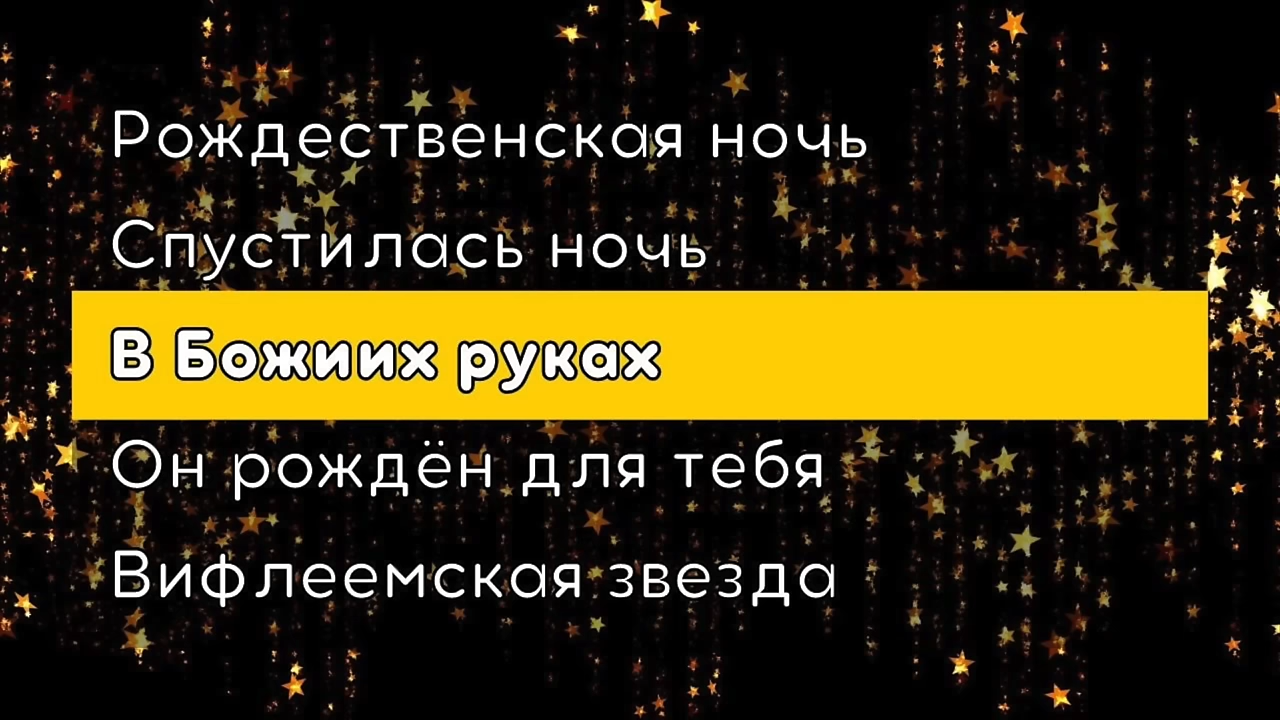 Рождественская ночь
Спустилась ночь
В Божиих руках
Он рождён для тебя
Вифлеемская звезда